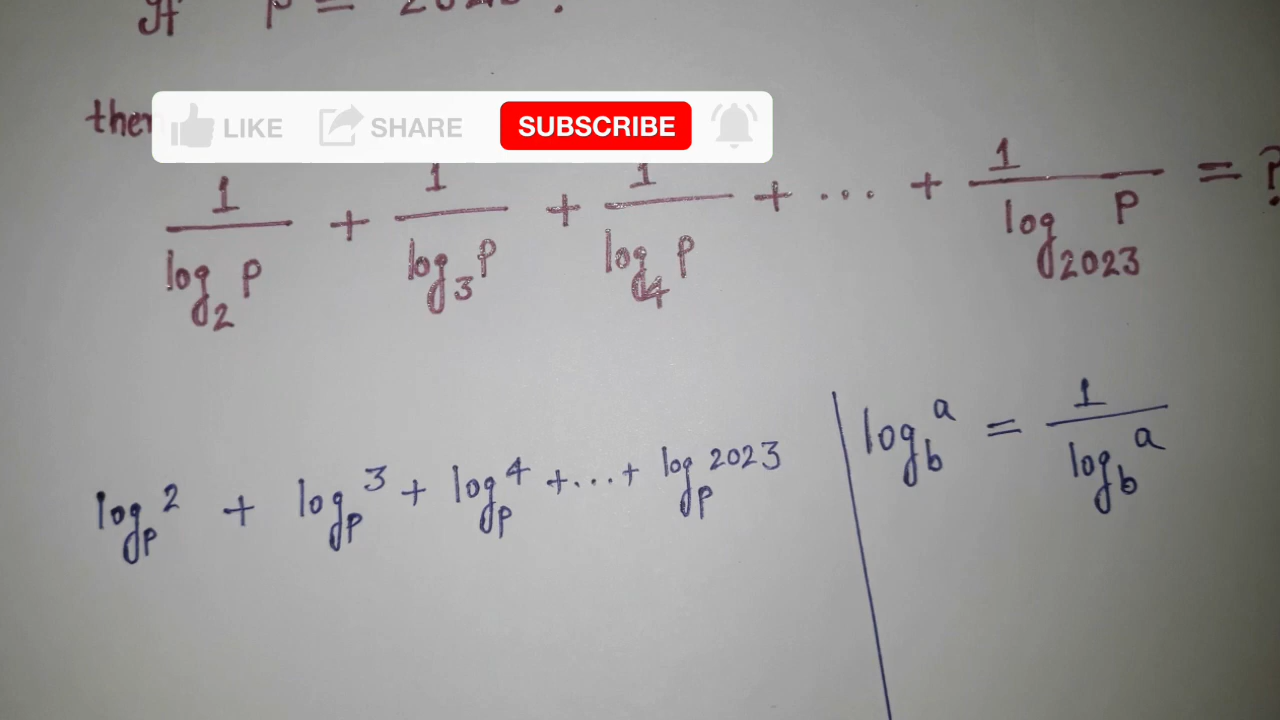 If P = 2023!
LIKE SHARE SUBSCRIBE
1/log_2 P + 1/log_3 P + 1/log_4 P + ... + 1/log_2023 P = ?
log_P 2 + log_P 3 + log_P 4 + ... + log_P 2023
log_b a = 1/log_b a